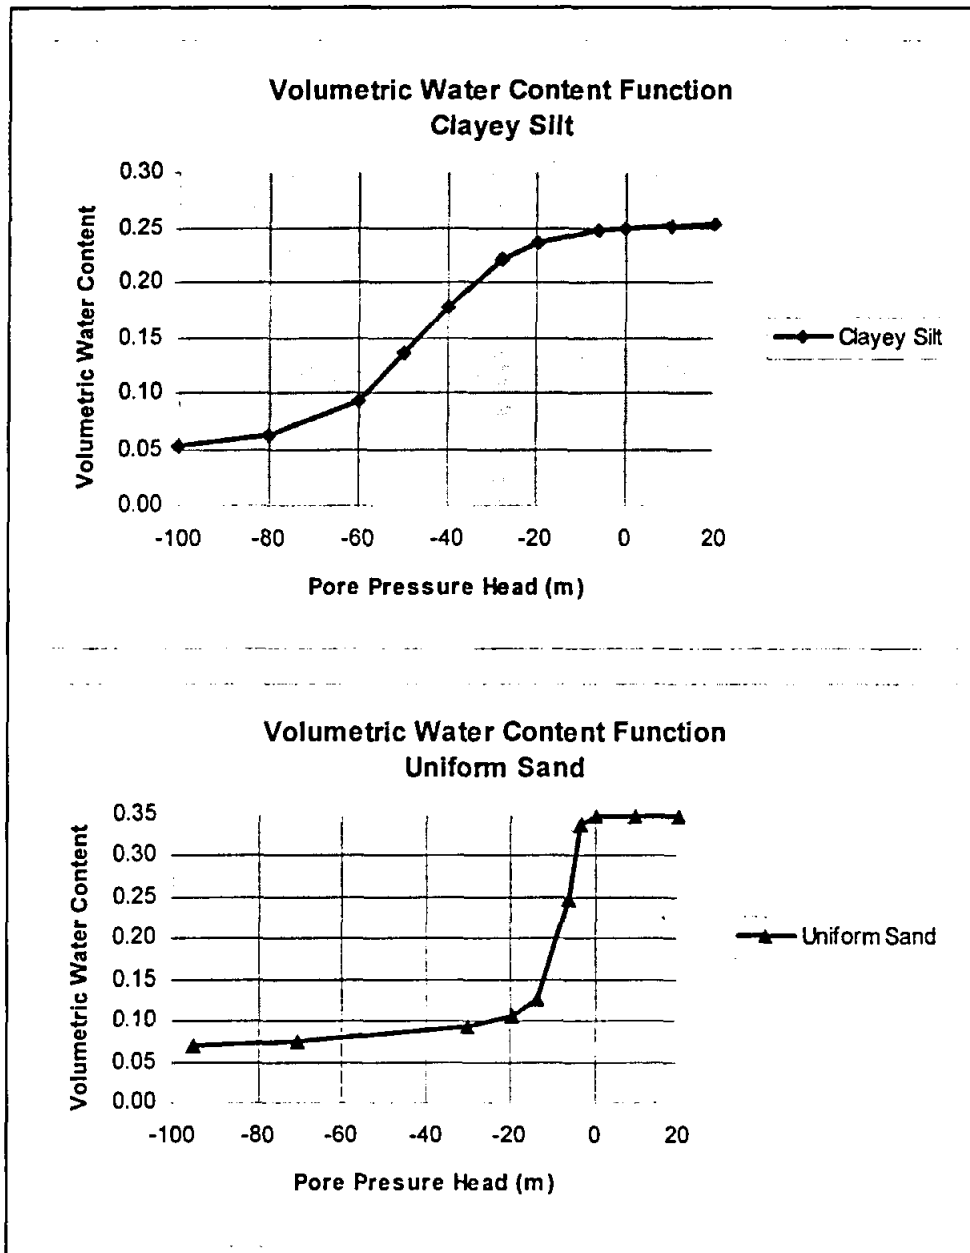 Volumetric Water Content Function
Clayey Silt
0.30
0.25
0.20
0.15
0.10
0.05
0.00
Volumetric Water Content
-100 -80 -60 -40 -20 0 20
Pore Pressure Head (m)
Clayey Silt
Volumetric Water Content Function
Uniform Sand
0.35
0.30
0.25
0.20
0.15
0.10
0.05
0.00
Volumetric Water Content
-100 -80 -60 -40 -20 0 20
Pore Presure Head (m)
Uniform Sand